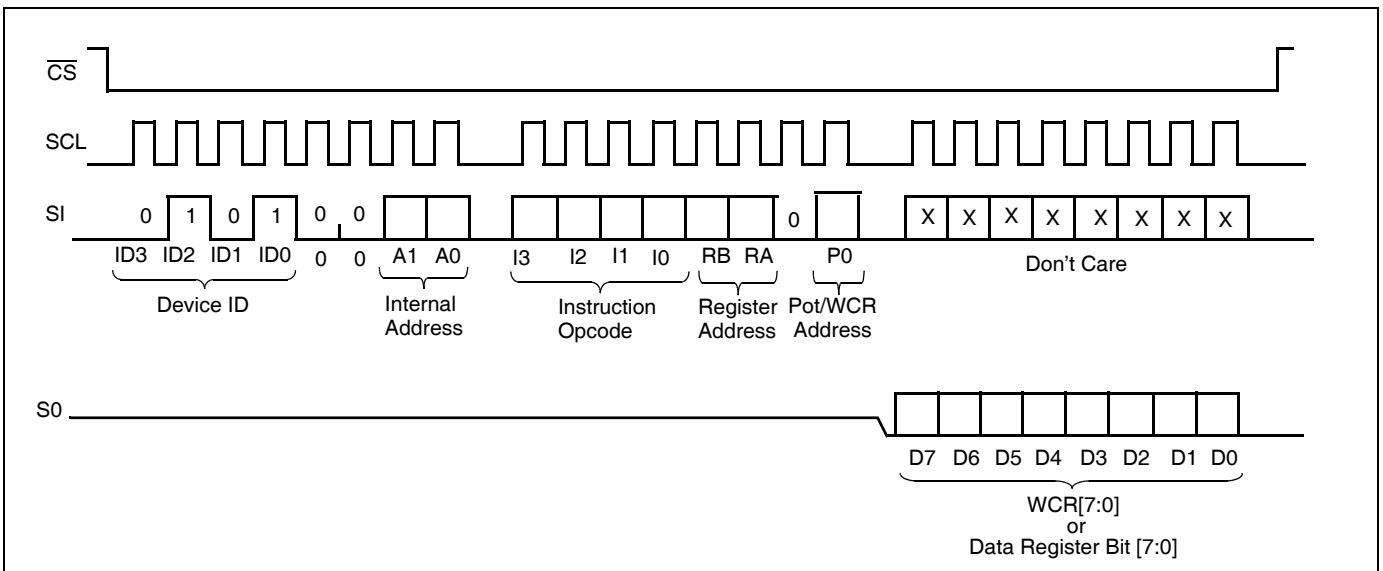 CS
SCL
SI
0 1 0 1 0 0
ID3 ID2 ID1 ID0 0 0 A1 A0 I3 I2 I1 I0 RB RA 0 P0
X X X X X X X X
Device ID
Internal
Address
Instruction
Opcode
Register
Address
Pot/WCR
Address
Don't Care
S0
D7 D6 D5 D4 D3 D2 D1 D0
WCR[7:0]
or
Data Register Bit [7:0]